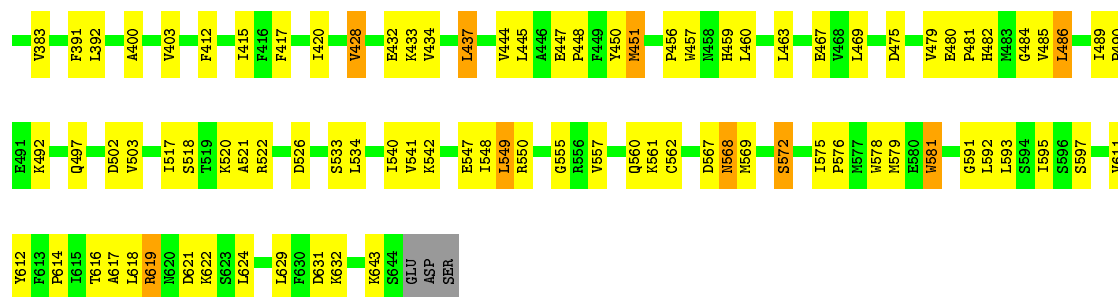 V383 F391 L392 A400 V403 F412 I415 F416 F417 I420 V428 E432 K433 V434 L437 V444 L445 A446 E447 P448 F449 Y450 M451 P456 W457 N458 H459 L460 L463 E467 V468 L469 D475 V479 E480 P481 H482 M483 G484 V485 L486 I489
E491 K492 Q497 D502 V503 I517 S518 T519 K520 A521 R522 D526 S533 L534 I540 V541 K542 E547 I548 L549 R550 G555 R556 V557 Q560 K561 C562 D567 N568 M569 S572 I575 P576 M577 W578 M579 E580 W581 G591 L592 L593 S594 I595 S596 S597
Y612 F613 P614 I615 T616 A617 L618 R619 N620 D621 K622 S623 L624 L629 F630 D631 K632 K643 S644 GLU ASP SER